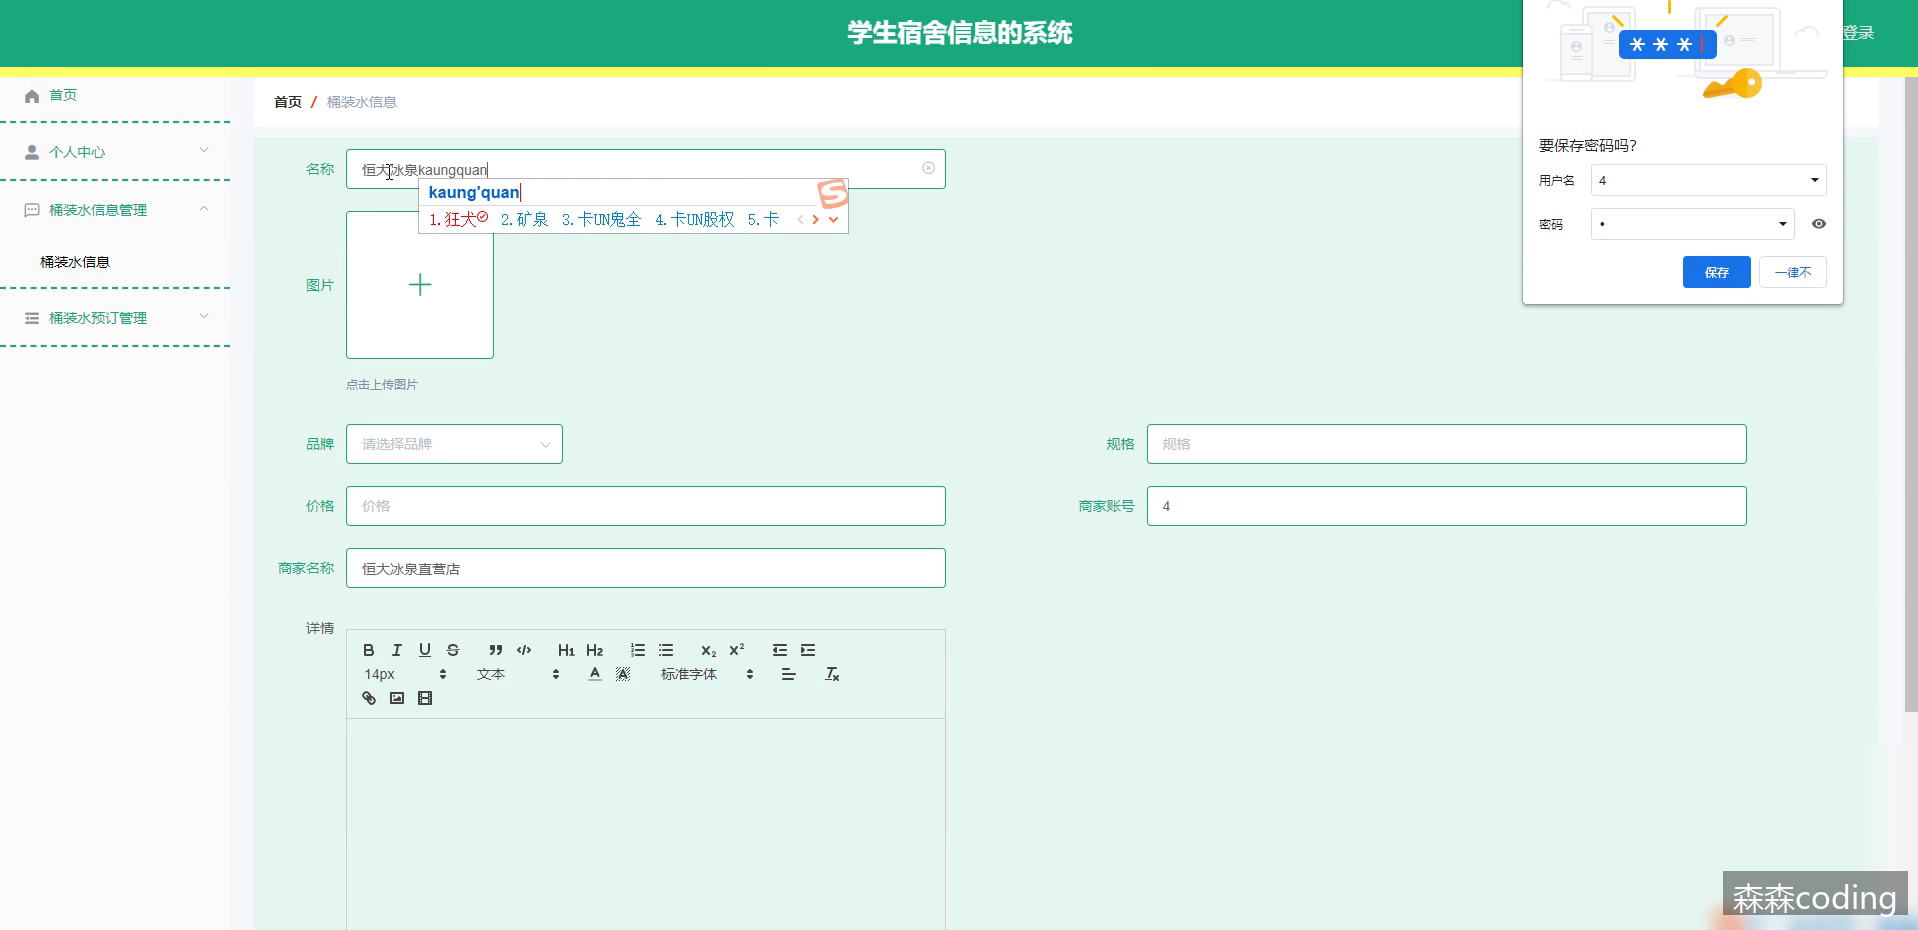 学生宿舍信息的系统
登录
首页
个人中心
桶装水信息管理
桶装水信息
桶装水预订管理
首页 / 桶装水信息
名称
恒大冰泉kaungquan
kaung'quan
1.狂犬 2.矿泉 3.卡UN鬼全 4.卡UN股权 5.卡
图片
点击上传图片
品牌
请选择品牌
规格
规格
价格
价格
商家账号
4
商家名称
恒大冰泉直营店
详情
B I U S H1 H2 X2 X2
14px 文本 A A 标准字体 Tx
* * *
要保存密码吗?
用户名
4
密码
•
保存
一律不
森森coding